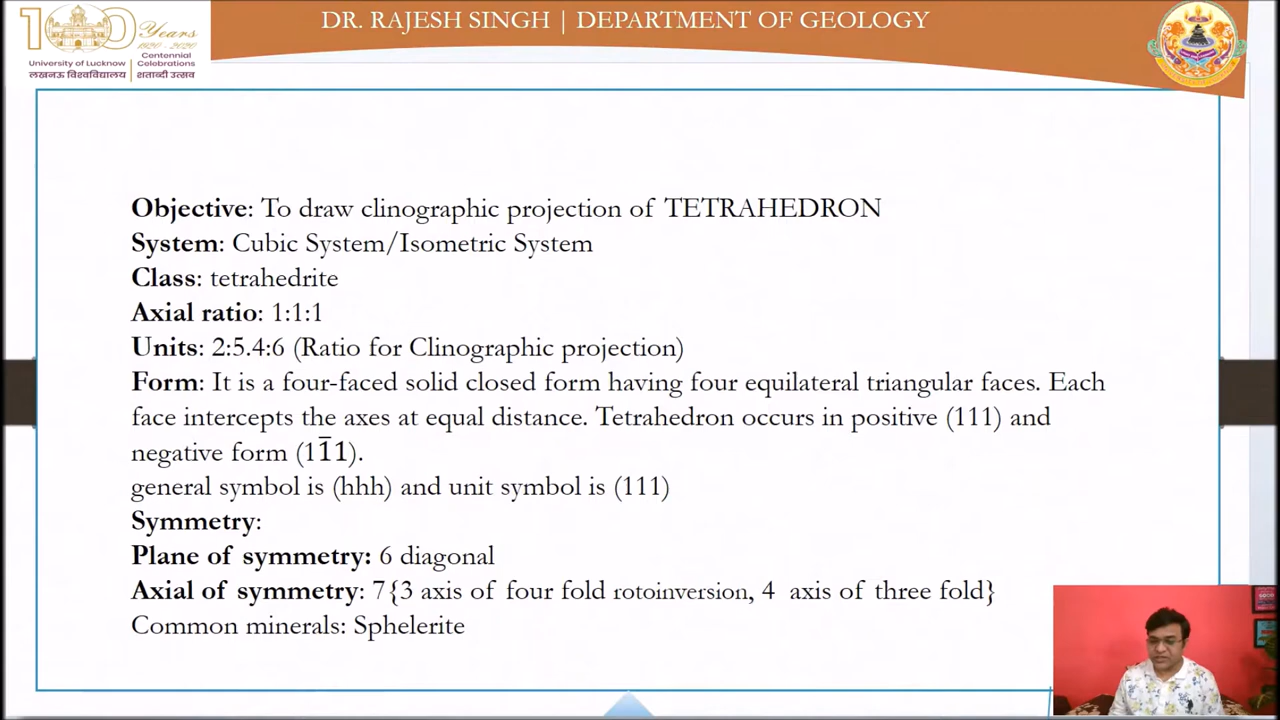 DR. RAJESH SINGH | DEPARTMENT OF GEOLOGY
100 Years
1920-2020
University of Lucknow
लखनऊ विश्वविद्यालय
Centennial
Celebrations
शताब्दी उत्सव
Objective: To draw clinographic projection of TETRAHEDRON
System: Cubic System/Isometric System
Class: tetrahedrite
Axial ratio: 1:1:1
Units: 2:5.4:6 (Ratio for Clinographic projection)
Form: It is a four-faced solid closed form having four equilateral triangular faces. Each
face intercepts the axes at equal distance. Tetrahedron occurs in positive (111) and
negative form (11̅1).
general symbol is (hhh) and unit symbol is (111)
Symmetry:
Plane of symmetry: 6 diagonal
Axial of symmetry: 7{3 axis of four fold rotoinversion, 4 axis of three fold}
Common minerals: Sphelerite